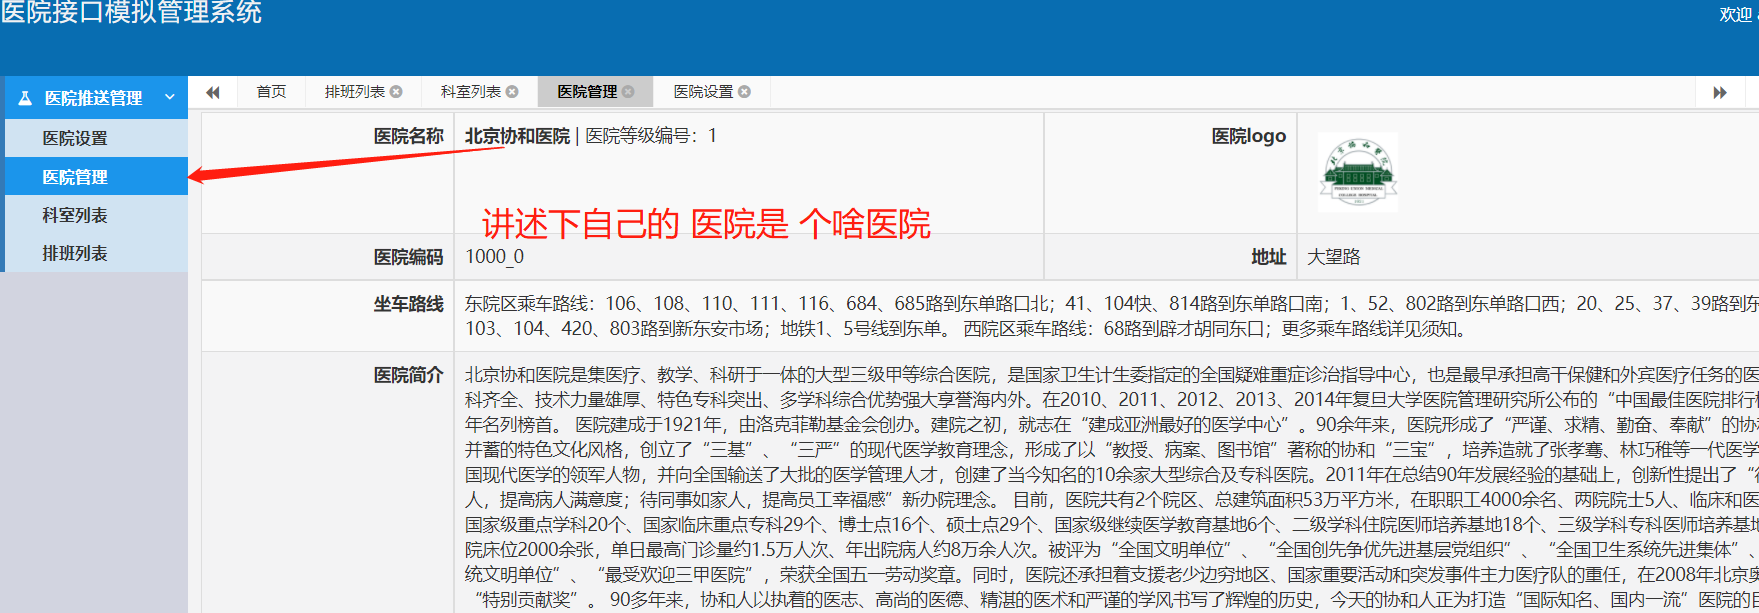 医院接口模拟管理系统
欢迎
医院推送管理
首页
排班列表
科室列表
医院管理
医院设置
医院设置
医院管理
科室列表
排班列表
医院名称
北京协和医院 | 医院等级编号：1
医院logo
北京协和医院
PEKING UNION MEDICAL
COLLEGE HOSPITAL
1921
讲述下自己的 医院是 个啥医院
医院编码
1000_0
地址
大望路
坐车路线
东院区乘车路线：106、108、110、111、116、684、685路到东单路口北；41、104快、814路到东单路口南；1、52、802路到东单路口西；20、25、37、39路到东
103、104、420、803路到新东安市场；地铁1、5号线到东单。 西院区乘车路线：68路到辟才胡同东口；更多乘车路线详见须知。
医院简介
北京协和医院是集医疗、教学、科研于一体的大型三级甲等综合医院，是国家卫生计生委指定的全国疑难重症诊治指导中心，也是最早承担高干保健和外宾医疗任务的医
科齐全、技术力量雄厚、特色专科突出、多学科综合优势强大享誉海内外。在2010、2011、2012、2013、2014年复旦大学医院管理研究所公布的“中国最佳医院排行榜
年名列榜首。 医院建成于1921年，由洛克菲勒基金会创办。建院之初，就志在“建成亚洲最好的医学中心”。90余年来，医院形成了“严谨、求精、勤奋、奉献”的协和
并蓄的特色文化风格，创立了“三基”、“三严”的现代医学教育理念，形成了以“教授、病案、图书馆”著称的协和“三宝”，培养造就了张孝骞、林巧稚等一代医学
国现代医学的领军人物，并向全国输送了大批的医学管理人才，创建了当今知名的10余家大型综合及专科医院。2011年在总结90年发展经验的基础上，创新性提出了“待
人，提高病人满意度；待同事如家人，提高员工幸福感”新办院理念。 目前，医院共有2个院区、总建筑面积53万平方米，在职职工4000余名、两院院士5人、临床和医
国家级重点学科20个、国家临床重点专科29个、博士点16个、硕士点29个、国家级继续医学教育基地6个、二级学科住院医师培养基地18个、三级学科专科医师培养基地
院床位2000余张，单日最高门诊量约1.5万人次、年出院病人约8万余人次。被评为“全国文明单位”、“全国创先争优先进基层党组织”、“全国卫生系统先进集体”、
统文明单位”、“最受欢迎三甲医院”，荣获全国五一劳动奖章。同时，医院还承担着支援老少边穷地区、国家重要活动和突发事件主力医疗队的重任，在2008年北京奥
“特别贡献奖”。 90多年来，协和人以执着的医志、高尚的医德、精湛的医术和严谨的学风书写了辉煌的历史，今天的协和人正为打造“国际知名、国内一流”医院的目